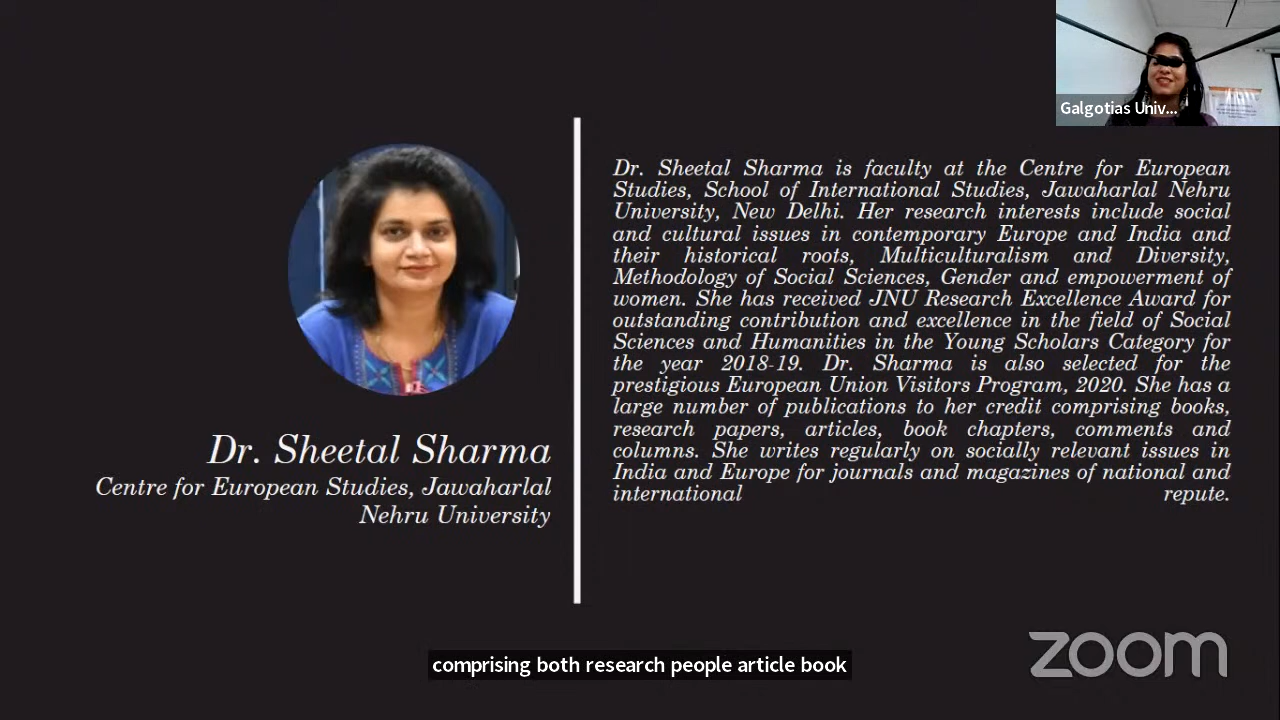 Galgotias Univ...
Dr. Sheetal Sharma is faculty at the Centre for European
Studies, School of International Studies, Jawaharlal Nehru
University, New Delhi. Her research interests include social
and cultural issues in contemporary Europe and India and
their historical roots, Multiculturalism and Diversity,
Methodology of Social Sciences, Gender and empowerment of
women. She has received JNU Research Excellence Award for
outstanding contribution and excellence in the field of Social
Sciences and Humanities in the Young Scholars Category for
the year 2018-19. Dr. Sharma is also selected for the
prestigious European Union Visitors Program, 2020. She has a
large number of publications to her credit comprising books,
research papers, articles, book chapters, comments and
columns. She writes regularly on socially relevant issues in
India and Europe for journals and magazines of national and
international repute.
Dr. Sheetal Sharma
Centre for European Studies, Jawaharlal
Nehru University
comprising both research people article book
zoom